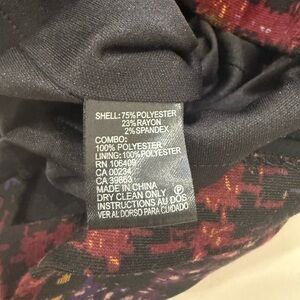 SHELL: 75% POLYESTER
23% RAYON
2% SPANDEX
COMBO:
100% POLYESTER
LINING: 100% POLYESTER
RN 106409
CA 00234
CA 39863
MADE IN CHINA
DRY CLEAN ONLY P
INSTRUCTIONS AU DOS
VER AL DORSO PARA CUIDADO